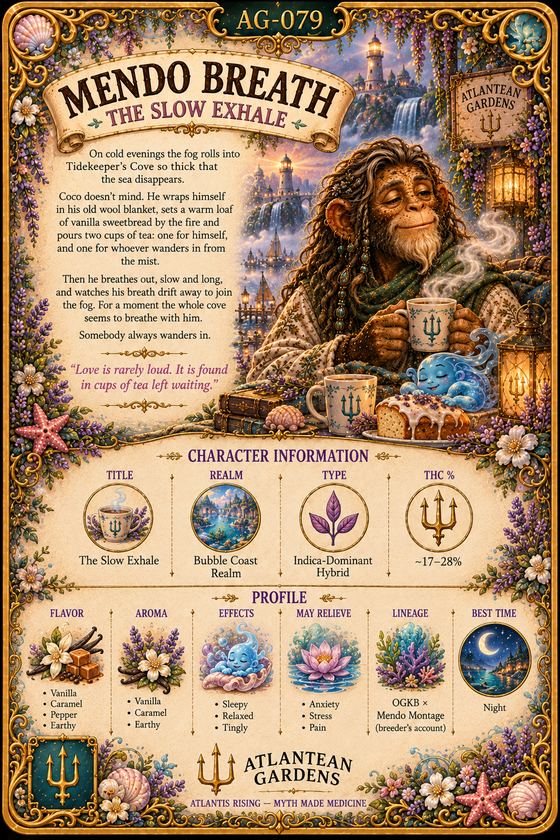 AG-079
MENDO BREATH
THE SLOW EXHALE
ATLANTEAN
GARDENS
On cold evenings the fog rolls into
Tidekeeper's Cove so thick that
the sea disappears.
Coco doesn't mind. He wraps himself
in his old wool blanket, sets a warm loaf
of vanilla sweetbread by the fire and
pours two cups of tea: one for himself,
and one for whoever wanders in from
the mist.
Then he breathes out, slow and long,
and watches his breath drift away to join
the fog. For a moment the whole cove
seems to breathe with him.
Somebody always wanders in.
"Love is rarely loud. It is found
in cups of tea left waiting."
CHARACTER INFORMATION
TITLE
The Slow Exhale
REALM
Bubble Coast
Realm
TYPE
Indica-Dominant
Hybrid
THC %
~17–28%
PROFILE
FLAVOR
• Vanilla
• Caramel
• Pepper
• Earthy
AROMA
• Vanilla
• Caramel
• Earthy
EFFECTS
• Sleepy
• Relaxed
• Tingly
MAY RELIEVE
• Anxiety
• Stress
• Pain
LINEAGE
OGKB ×
Mendo Montage
(breeder's account)
BEST TIME
Night
ATLANTEAN
GARDENS
ATLANTIS RISING — MYTH MADE MEDICINE